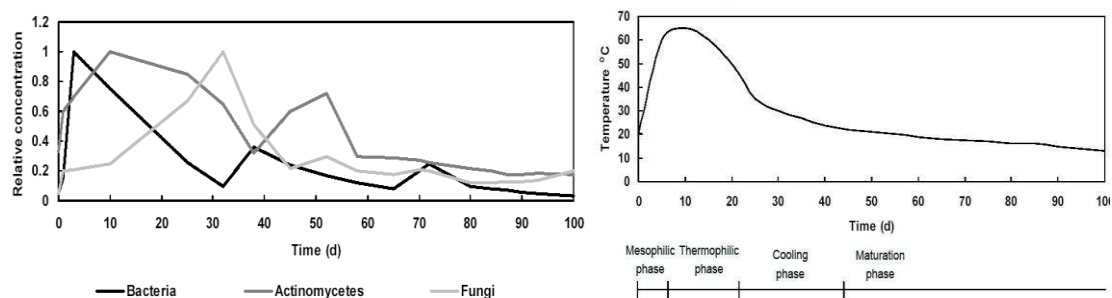 Relative concentration
1.2
1
0.8
0.6
0.4
0.2
0
0 10 20 30 40 50 60 70 80 90 100
Time (d)
Bacteria Actinomycetes Fungi
Temperature °C
70
60
50
40
30
20
10
0
0 10 20 30 40 50 60 70 80 90 100
Time (d)
Mesophilic Thermophilic Cooling Maturation
phase phase phase phase